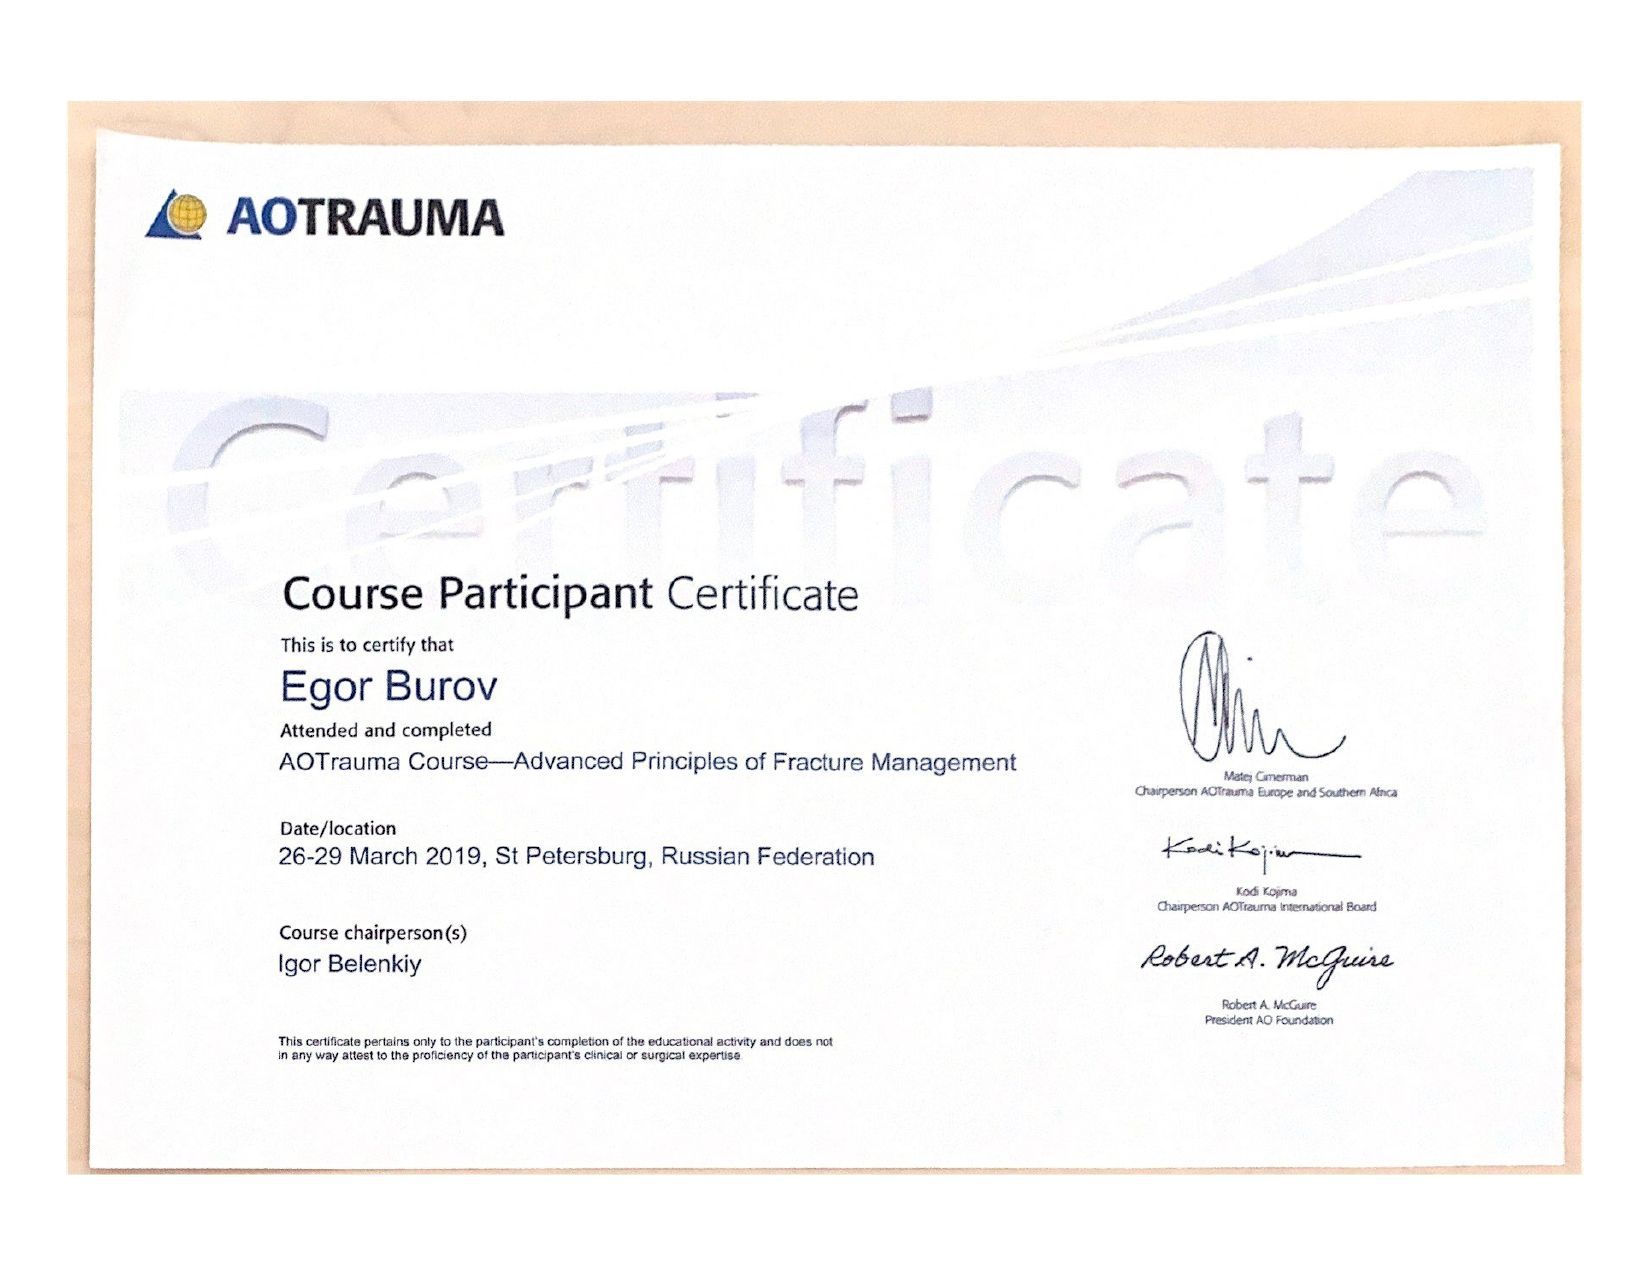 AOTRAUMA
Certificate
Course Participant Certificate
This is to certify that
Egor Burov
Attended and completed
AOTrauma Course—Advanced Principles of Fracture Management
Date/location
26-29 March 2019, St Petersburg, Russian Federation
Course chairperson(s)
Igor Belenkiy
This certificate pertains only to the participant's completion of the educational activity and does not
in any way attest to the proficiency of the participant's clinical or surgical expertise
Matej Cimerman
Chairperson AOTrauma Europe and Southern Africa
Kodi Kojima
Kodi Kojima
Chairperson AOTrauma International Board
Robert A. McGuire
Robert A. McGuire
President AO Foundation